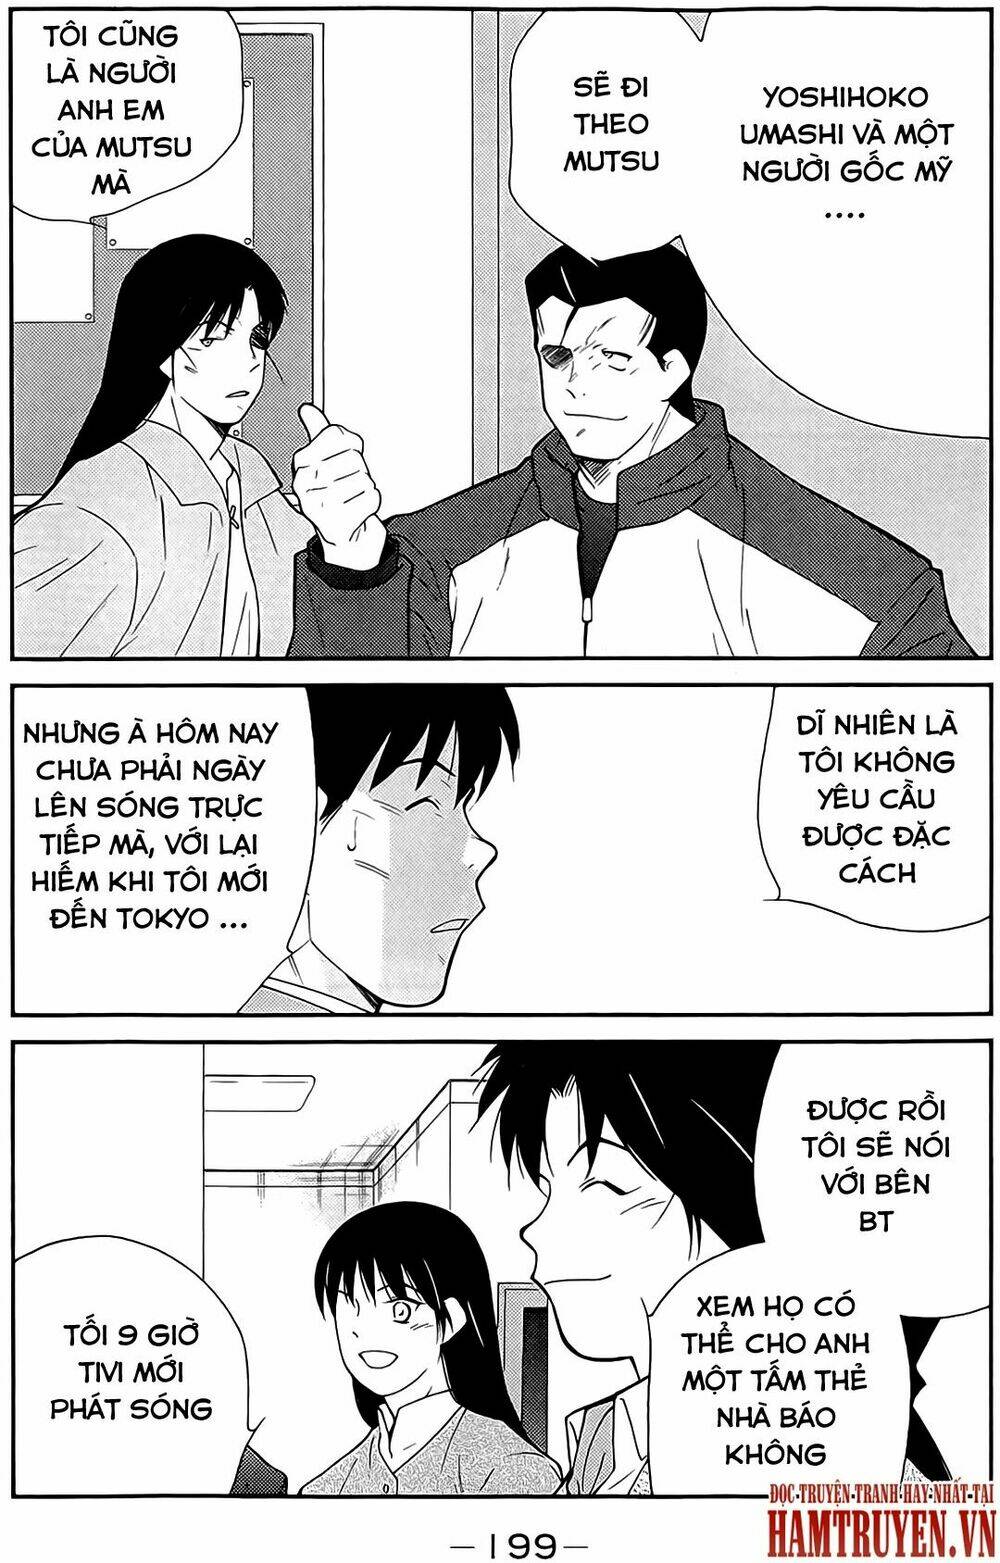 YOSHIHOKO
UMASHI VÀ MỘT
NGƯỜI GỐC MỸ
....
SẼ ĐI
THEO
MUTSU
TÔI CŨNG
LÀ NGƯỜI
ANH EM
CỦA MUTSU
MÀ
DĨ NHIÊN LÀ
TÔI KHÔNG
YÊU CẦU
ĐƯỢC ĐẶC
CÁCH
NHƯNG À HÔM NAY
CHƯA PHẢI NGÀY
LÊN SÓNG TRỰC
TIẾP MÀ, VỚI LẠI
HIẾM KHI TÔI MỚI
ĐẾN TOKYO ...
ĐƯỢC RỒI
TÔI SẼ NÓI
VỚI BÊN
BT
XEM HỌ CÓ
THỂ CHO ANH
MỘT TẤM THẺ
NHÀ BÁO
KHÔNG
TỐI 9 GIỜ
TIVI MỚI
PHÁT SÓNG
ĐỌC TRUYỆN TRANH HAY NHẤT TẠI
HAMTRUYEN.VN
— 199 —